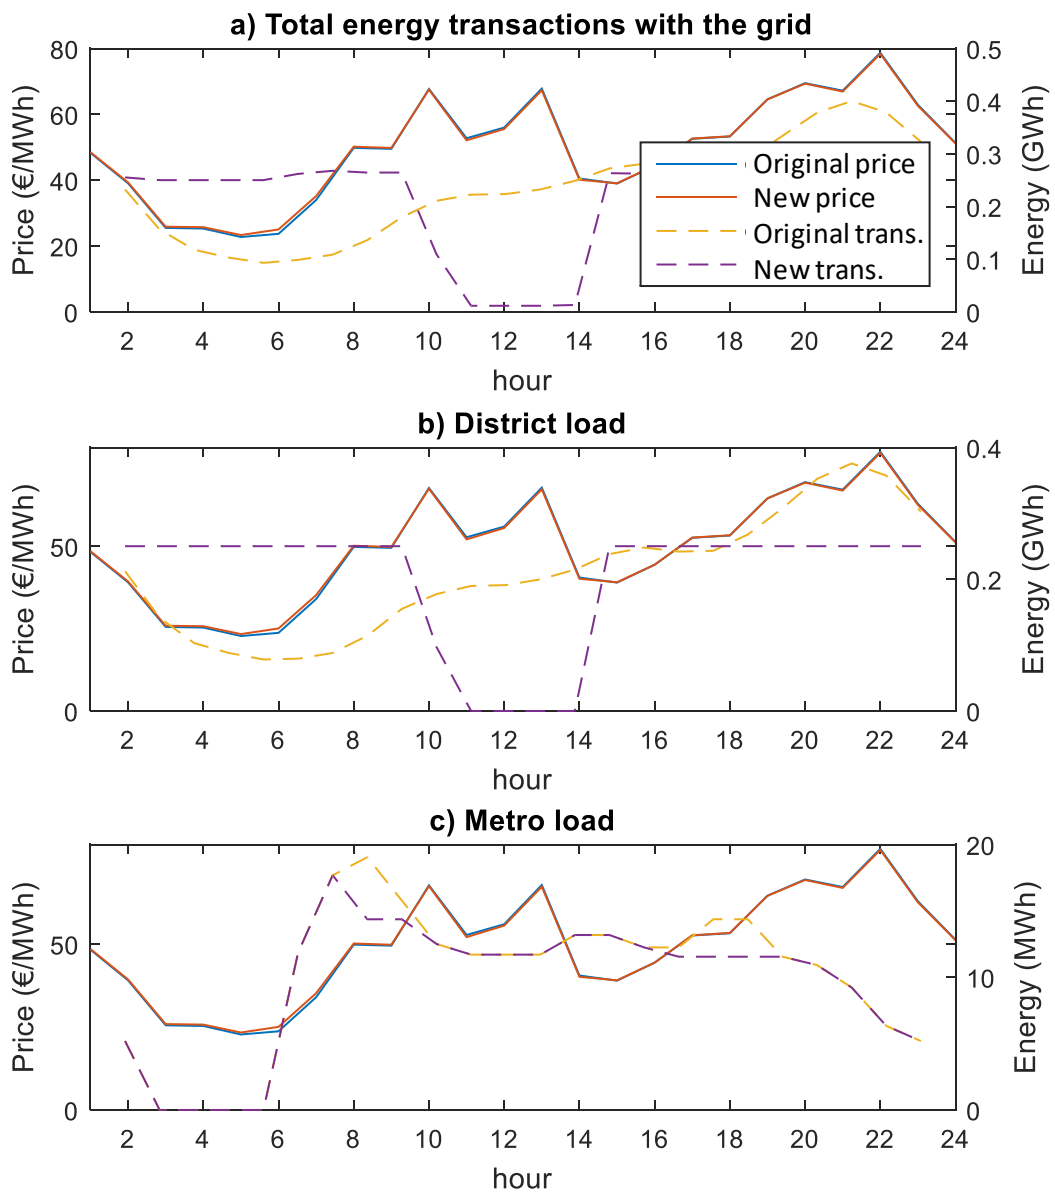 a) Total energy transactions with the grid
Price (€/MWh)
80
60
40
20
0
0.5
0.4
0.3
0.2
0.1
0
Energy (GWh)
Original price
New price
Original trans.
New trans.
2 4 6 8 10 12 14 16 18 20 22 24
hour
b) District load
Price (€/MWh)
50
0
0.4
0.2
0
Energy (GWh)
2 4 6 8 10 12 14 16 18 20 22 24
hour
c) Metro load
Price (€/MWh)
50
0
20
10
0
Energy (MWh)
2 4 6 8 10 12 14 16 18 20 22 24
hour